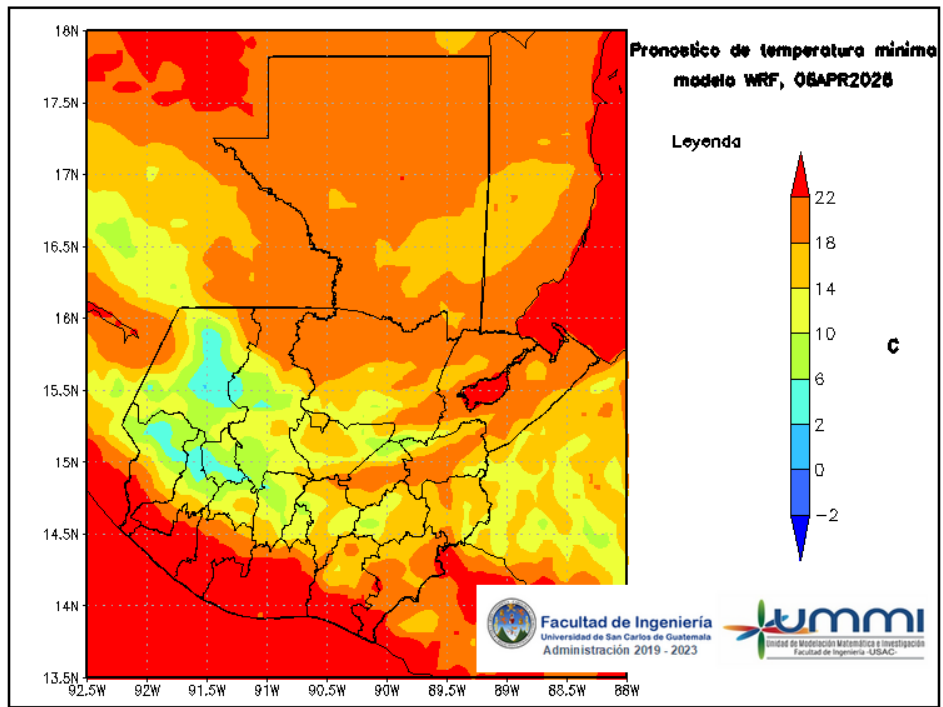 Pronostico de temperatura minima
modelo WRF, 06APR2026
Leyenda
18N
17.5N
17N
16.5N
16N
15.5N
15N
14.5N
14N
13.5N
92.5W 92W 91.5W 91W 90.5W 90W 89.5W 89W 88.5W 88W
22
18
14
10
6
2
0
−2
C
Facultad de Ingeniería
Universidad de San Carlos de Guatemala
Administración 2019 - 2023
UMMI
Unidad de Modelación Matemática e Investigación
Facultad de Ingeniería -USAC-